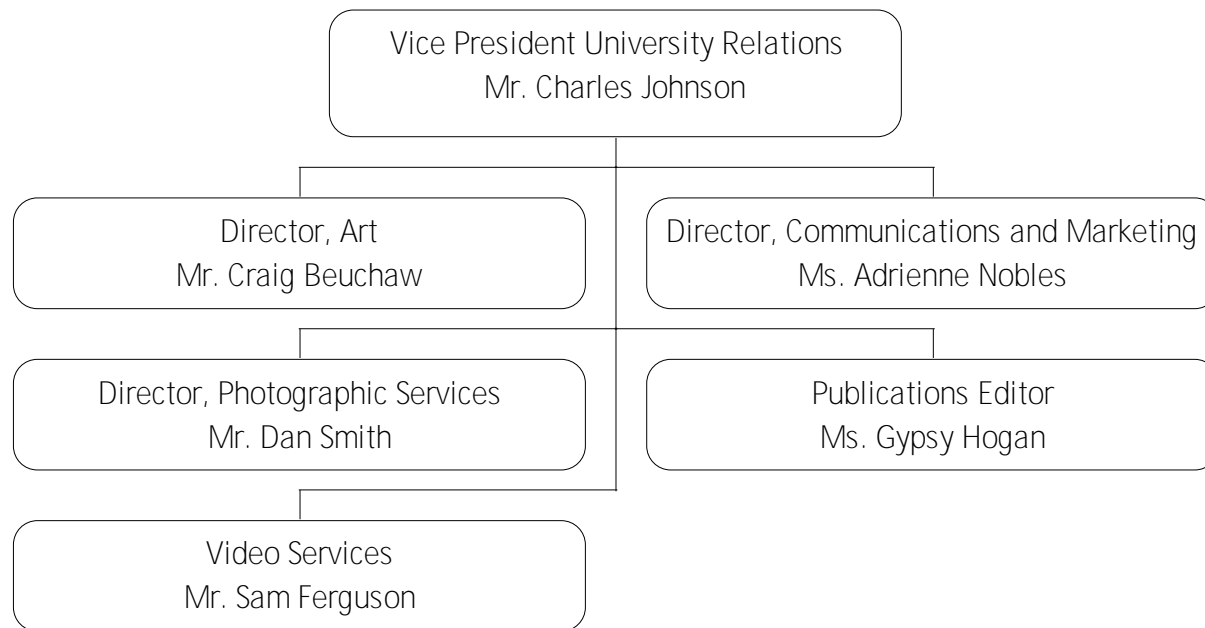 Vice President University Relations
Mr. Charles Johnson
Director, Art
Mr. Craig Beuchaw
Director, Communications and Marketing
Ms. Adrienne Nobles
Director, Photographic Services
Mr. Dan Smith
Publications Editor
Ms. Gypsy Hogan
Video Services
Mr. Sam Ferguson